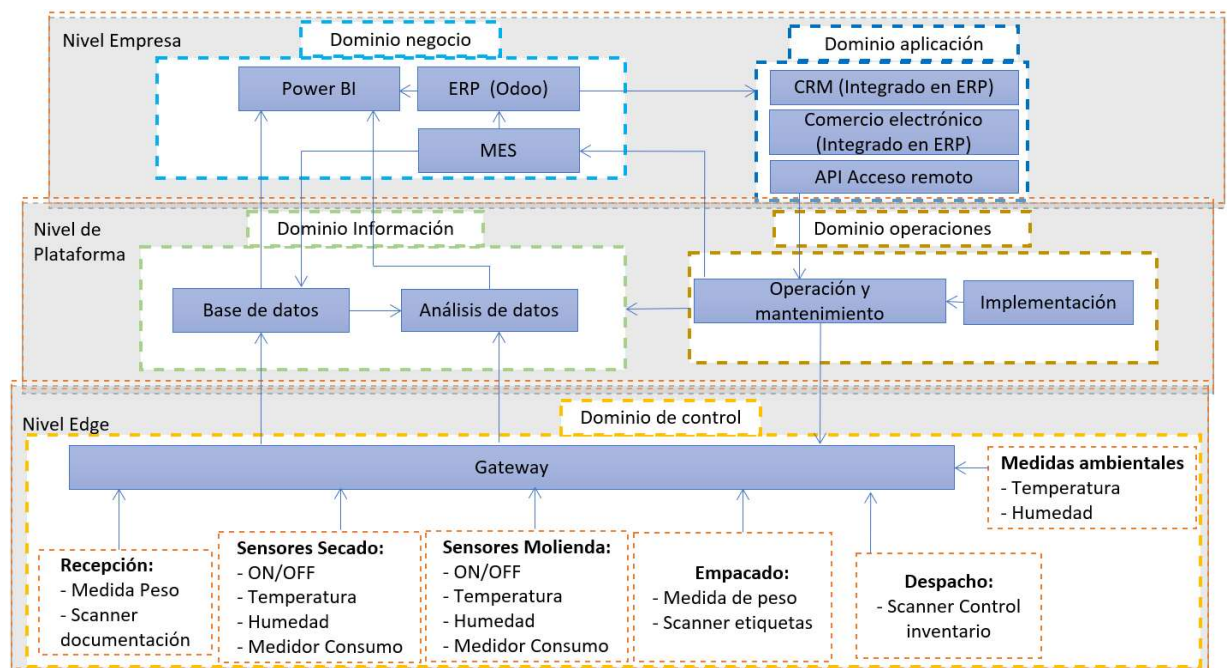 Nivel Empresa
Dominio negocio
Dominio aplicación
Power BI
ERP (Odoo)
MES
CRM (Integrado en ERP)
Comercio electrónico
(Integrado en ERP)
API Acceso remoto
Nivel de
Plataforma
Dominio Información
Dominio operaciones
Base de datos
Análisis de datos
Operación y
mantenimiento
Implementación
Nivel Edge
Dominio de control
Gateway
Medidas ambientales
- Temperatura
- Humedad
Recepción:
- Medida Peso
- Scanner
documentación
Sensores Secado:
- ON/OFF
- Temperatura
- Humedad
- Medidor Consumo
Sensores Molienda:
- ON/OFF
- Temperatura
- Humedad
- Medidor Consumo
Empacado:
- Medida de peso
- Scanner etiquetas
Despacho:
- Scanner Control
inventario